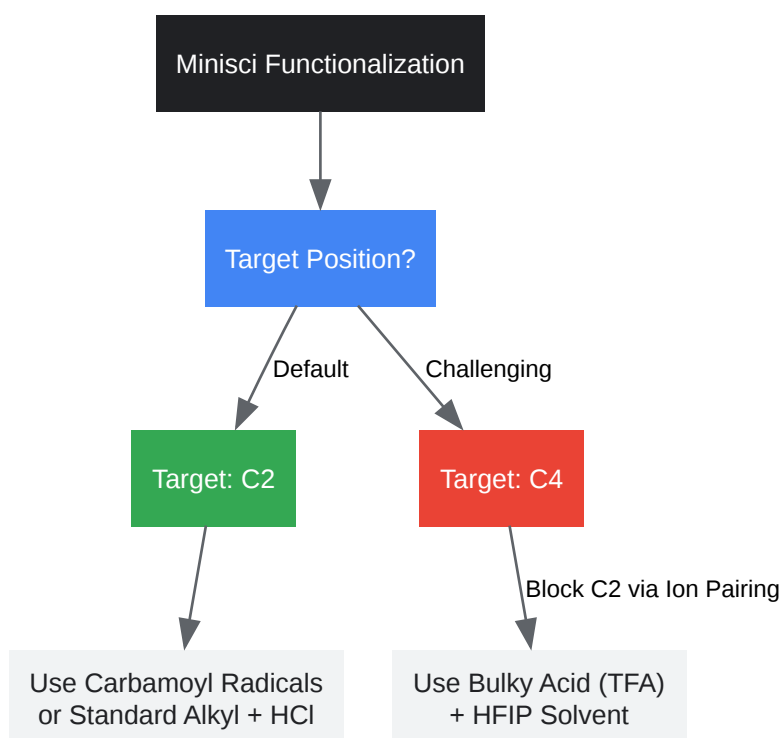 Minisci Functionalization
Target Position?
Default
Challenging
Target: C2
Target: C4
Block C2 via Ion Pairing
Use Carbamoyl Radicals
or Standard Alkyl + HCl
Use Bulky Acid (TFA)
+ HFIP Solvent